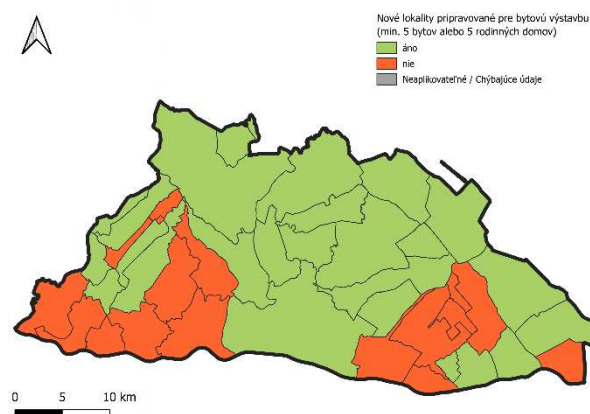 Nové lokality pripravované pre bytovú výstavbu
(min. 5 bytov alebo 5 rodinných domov)
áno
nie
Neaplikovateľné / Chýbajúce údaje
0 5 10 km